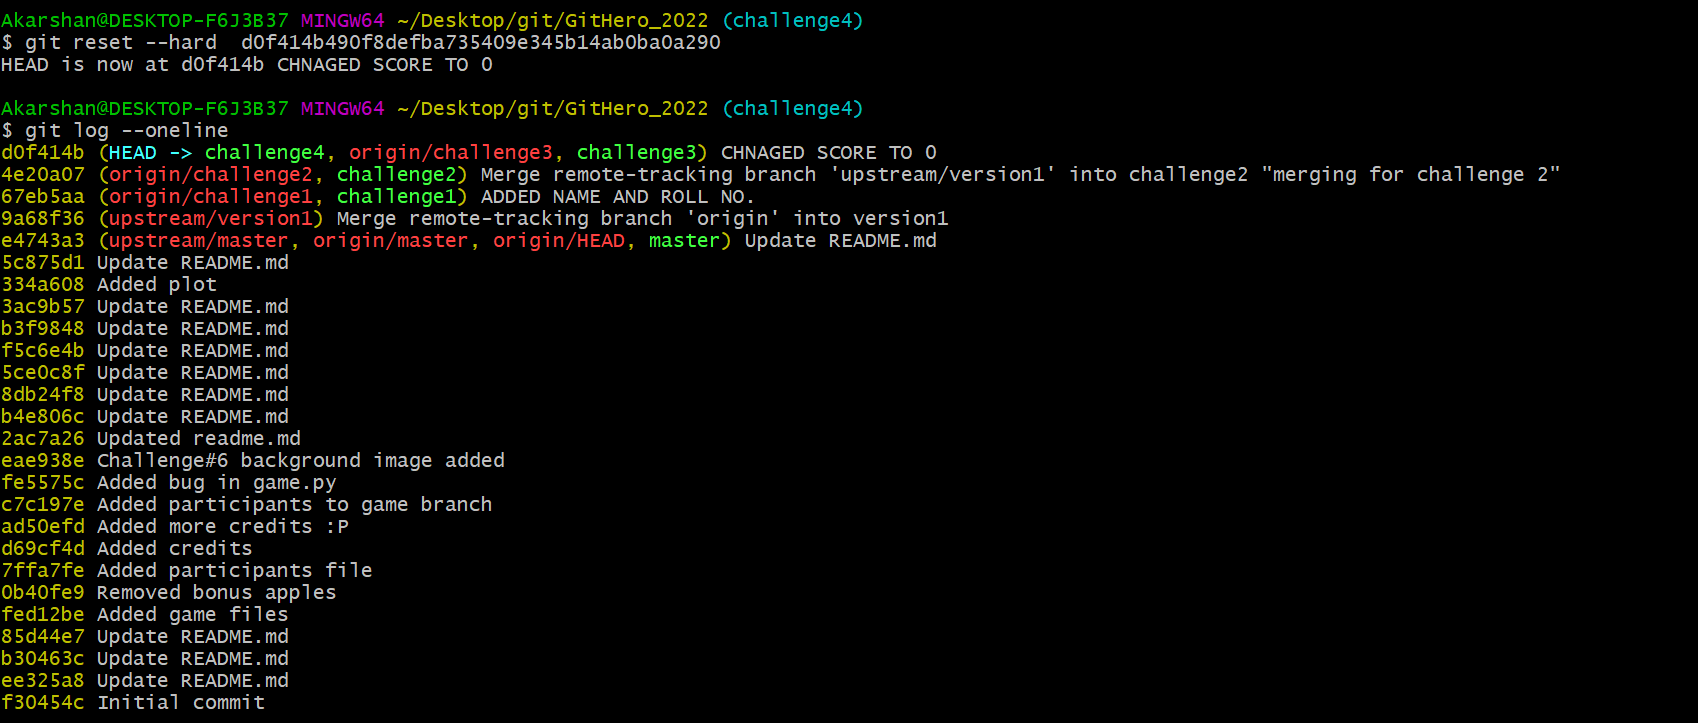 Akarshan@DESKTOP-F6J3B37 MINGW64 ~/Desktop/git/GitHero_2022 (challenge4)
$ git reset --hard  d0f414b490f8defba735409e345b14ab0ba0a290
HEAD is now at d0f414b CHNAGED SCORE TO 0
Akarshan@DESKTOP-F6J3B37 MINGW64 ~/Desktop/git/GitHero_2022 (challenge4)
$ git log --oneline
d0f414b (HEAD -> challenge4, origin/challenge3, challenge3) CHNAGED SCORE TO 0
4e20a07 (origin/challenge2, challenge2) Merge remote-tracking branch 'upstream/version1' into challenge2 "merging for challenge 2"
67eb5aa (origin/challenge1, challenge1) ADDED NAME AND ROLL NO.
9a68f36 (upstream/version1) Merge remote-tracking branch 'origin' into version1
e4743a3 (upstream/master, origin/master, origin/HEAD, master) Update README.md
5c875d1 Update README.md
334a608 Added plot
3ac9b57 Update README.md
b3f9848 Update README.md
f5c6e4b Update README.md
5ce0c8f Update README.md
8db24f8 Update README.md
b4e806c Update README.md
2ac7a26 Updated readme.md
eae938e Challenge#6 background image added
fe5575c Added bug in game.py
c7c197e Added participants to game branch
ad50efd Added more credits :P
d69cf4d Added credits
7ffa7fe Added participants file
0b40fe9 Removed bonus apples
fed12be Added game files
85d44e7 Update README.md
b30463c Update README.md
ee325a8 Update README.md
f30454c Initial commit